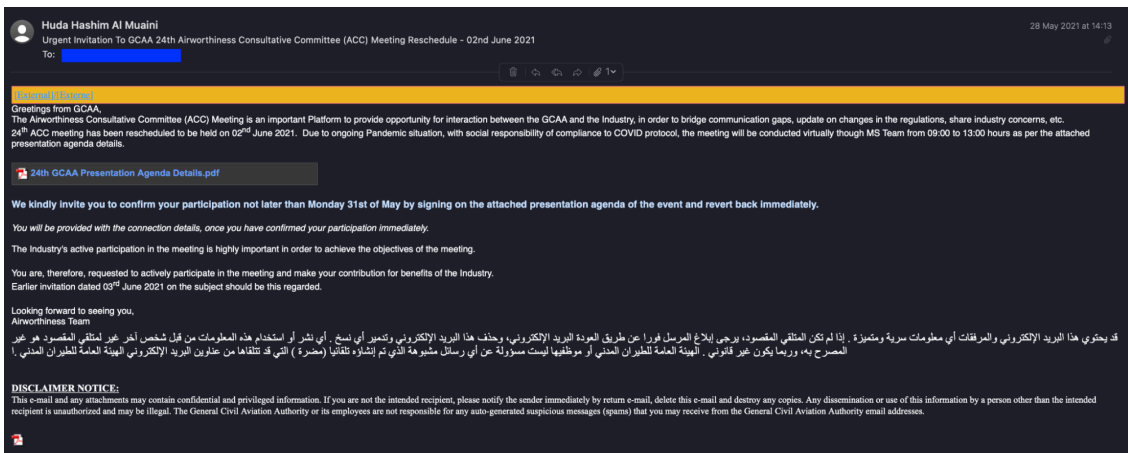 Huda Hashim Al Muaini
28 May 2021 at 14:13
Urgent Invitation To GCAA 24th Airworthiness Consultative Committee (ACC) Meeting Reschedule - 02nd June 2021
To:
1
[External]
Greetings from GCAA,
The Airworthiness Consultative Committee (ACC) Meeting is an important Platform to provide opportunity for interaction between the GCAA and the Industry, in order to bridge communication gaps, update on changes in the regulations, share industry concerns, etc.
24th ACC meeting has been rescheduled to be held on 02nd June 2021. Due to ongoing Pandemic situation, with social responsibility of compliance to COVID protocol, the meeting will be conducted virtually though MS Team from 09:00 to 13:00 hours as per the attached
presentation agenda details.
24th GCAA Presentation Agenda Details.pdf
We kindly invite you to confirm your participation not later than Monday 31st of May by signing on the attached presentation agenda of the event and revert back immediately.
You will be provided with the connection details, once you have confirmed your participation immediately.
The Industry's active participation in the meeting is highly important in order to achieve the objectives of the meeting.
You are, therefore, requested to actively participate in the meeting and make your contribution for benefits of the Industry.
Earlier invitation dated 03rd June 2021 on the subject should be this regarded.
Looking forward to seeing you,
Airworthiness Team
قد يحتوي هذا البريد الإلكتروني والمرفقات أي معلومات سرية ومتميزة . إذا لم تكن المتلقي المقصود، يرجى إبلاغ المرسل فورا عن طريق العودة البريد الإلكتروني، وحذف هذا البريد الإلكتروني وتدمير أي نسخ . أي نشر أو استخدام هذه المعلومات من قبل شخص آخر غير لمتلقي المقصود هو غير
المصرح به، وربما يكون غير قانوني . الهيئة العامة للطيران المدني أو موظفيها ليست مسؤولة عن أي رسائل مشبوهة الذي تم إنشاؤه تلقائيا (مضرة ) التي قد تتلقاها من عناوين البريد الإلكتروني الهيئة العامة للطيران المدني .ا
DISCLAIMER NOTICE:
This e-mail and any attachments may contain confidential and privileged information. If you are not the intended recipient, please notify the sender immediately by return e-mail, delete this e-mail and destroy any copies. Any dissemination or use of this information by a person other than the intended
recipient is unauthorized and may be illegal. The General Civil Aviation Authority or its employees are not responsible for any auto-generated suspicious messages (spams) that you may receive from the General Civil Aviation Authority email addresses.